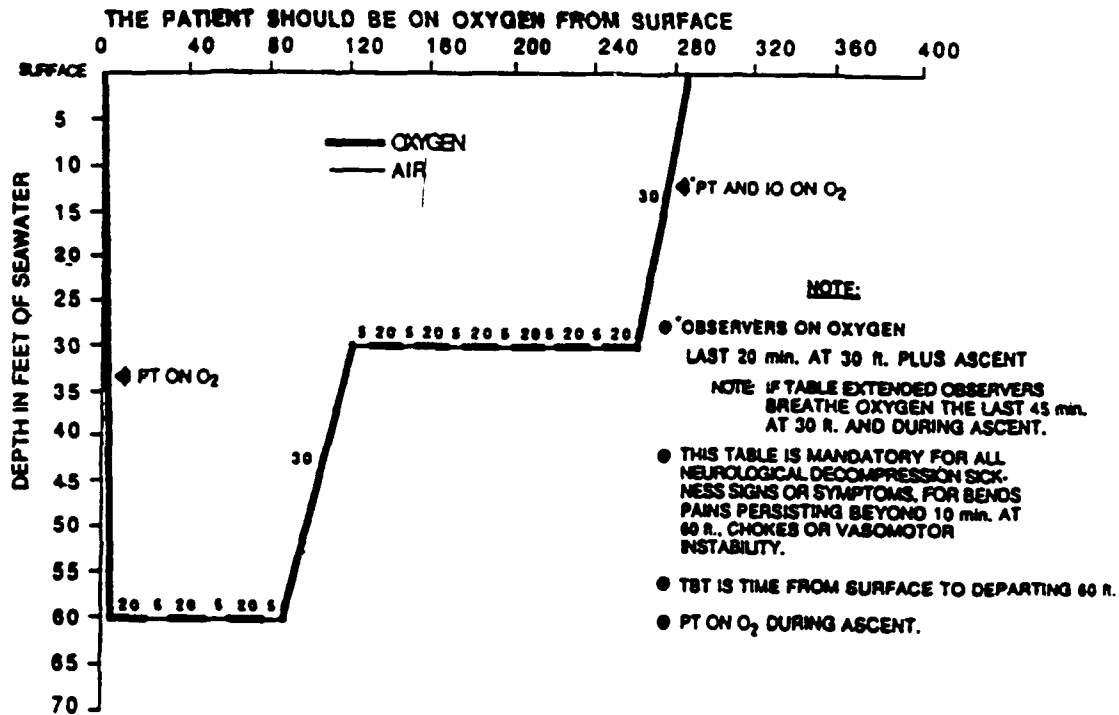 THE PATIENT SHOULD BE ON OXYGEN FROM SURFACE
0 40 80 120 180 200 240 280 320 360 400
SURFACE
5
10
15
20
25
30
35
40
45
50
55
60
65
70
DEPTH IN FEET OF SEAWATER
OXYGEN
AIR
30
*PT AND IO ON O2
PT ON O2
5 20 5 20 5 20 5 20 5 20 5 20
30
20 5 20 5 20 5
NOTE:
● *OBSERVERS ON OXYGEN
LAST 20 min. AT 30 ft. PLUS ASCENT
NOTE: IF TABLE EXTENDED OBSERVERS
BREATHE OXYGEN THE LAST 45 min.
AT 30 ft. AND DURING ASCENT.
● THIS TABLE IS MANDATORY FOR ALL
NEUROLOGICAL DECOMPRESSION SICK-
NESS SIGNS OR SYMPTOMS, FOR BENDS
PAINS PERSISTING BEYOND 10 min. AT
60 ft., CHOKES OR VASOMOTOR
INSTABILITY.
● TBT IS TIME FROM SURFACE TO DEPARTING 60 ft.
● PT ON O2 DURING ASCENT.